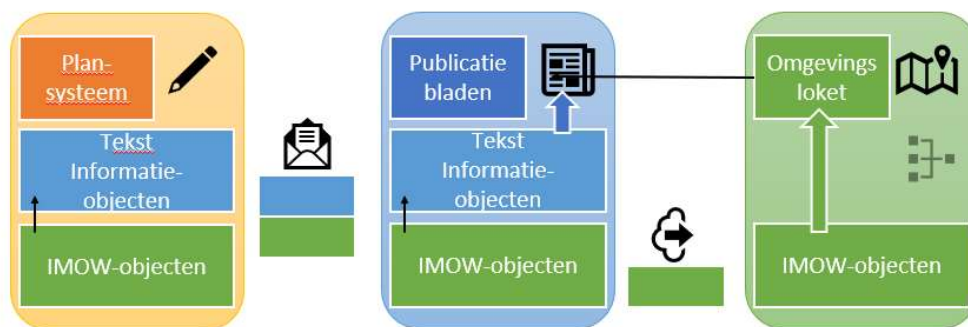 Plan-
systeem
Tekst
Informatie-
objecten
IMOW-objecten
Publicatie
bladen
Tekst
Informatie-
objecten
IMOW-objecten
Omgevings
loket
IMOW-objecten